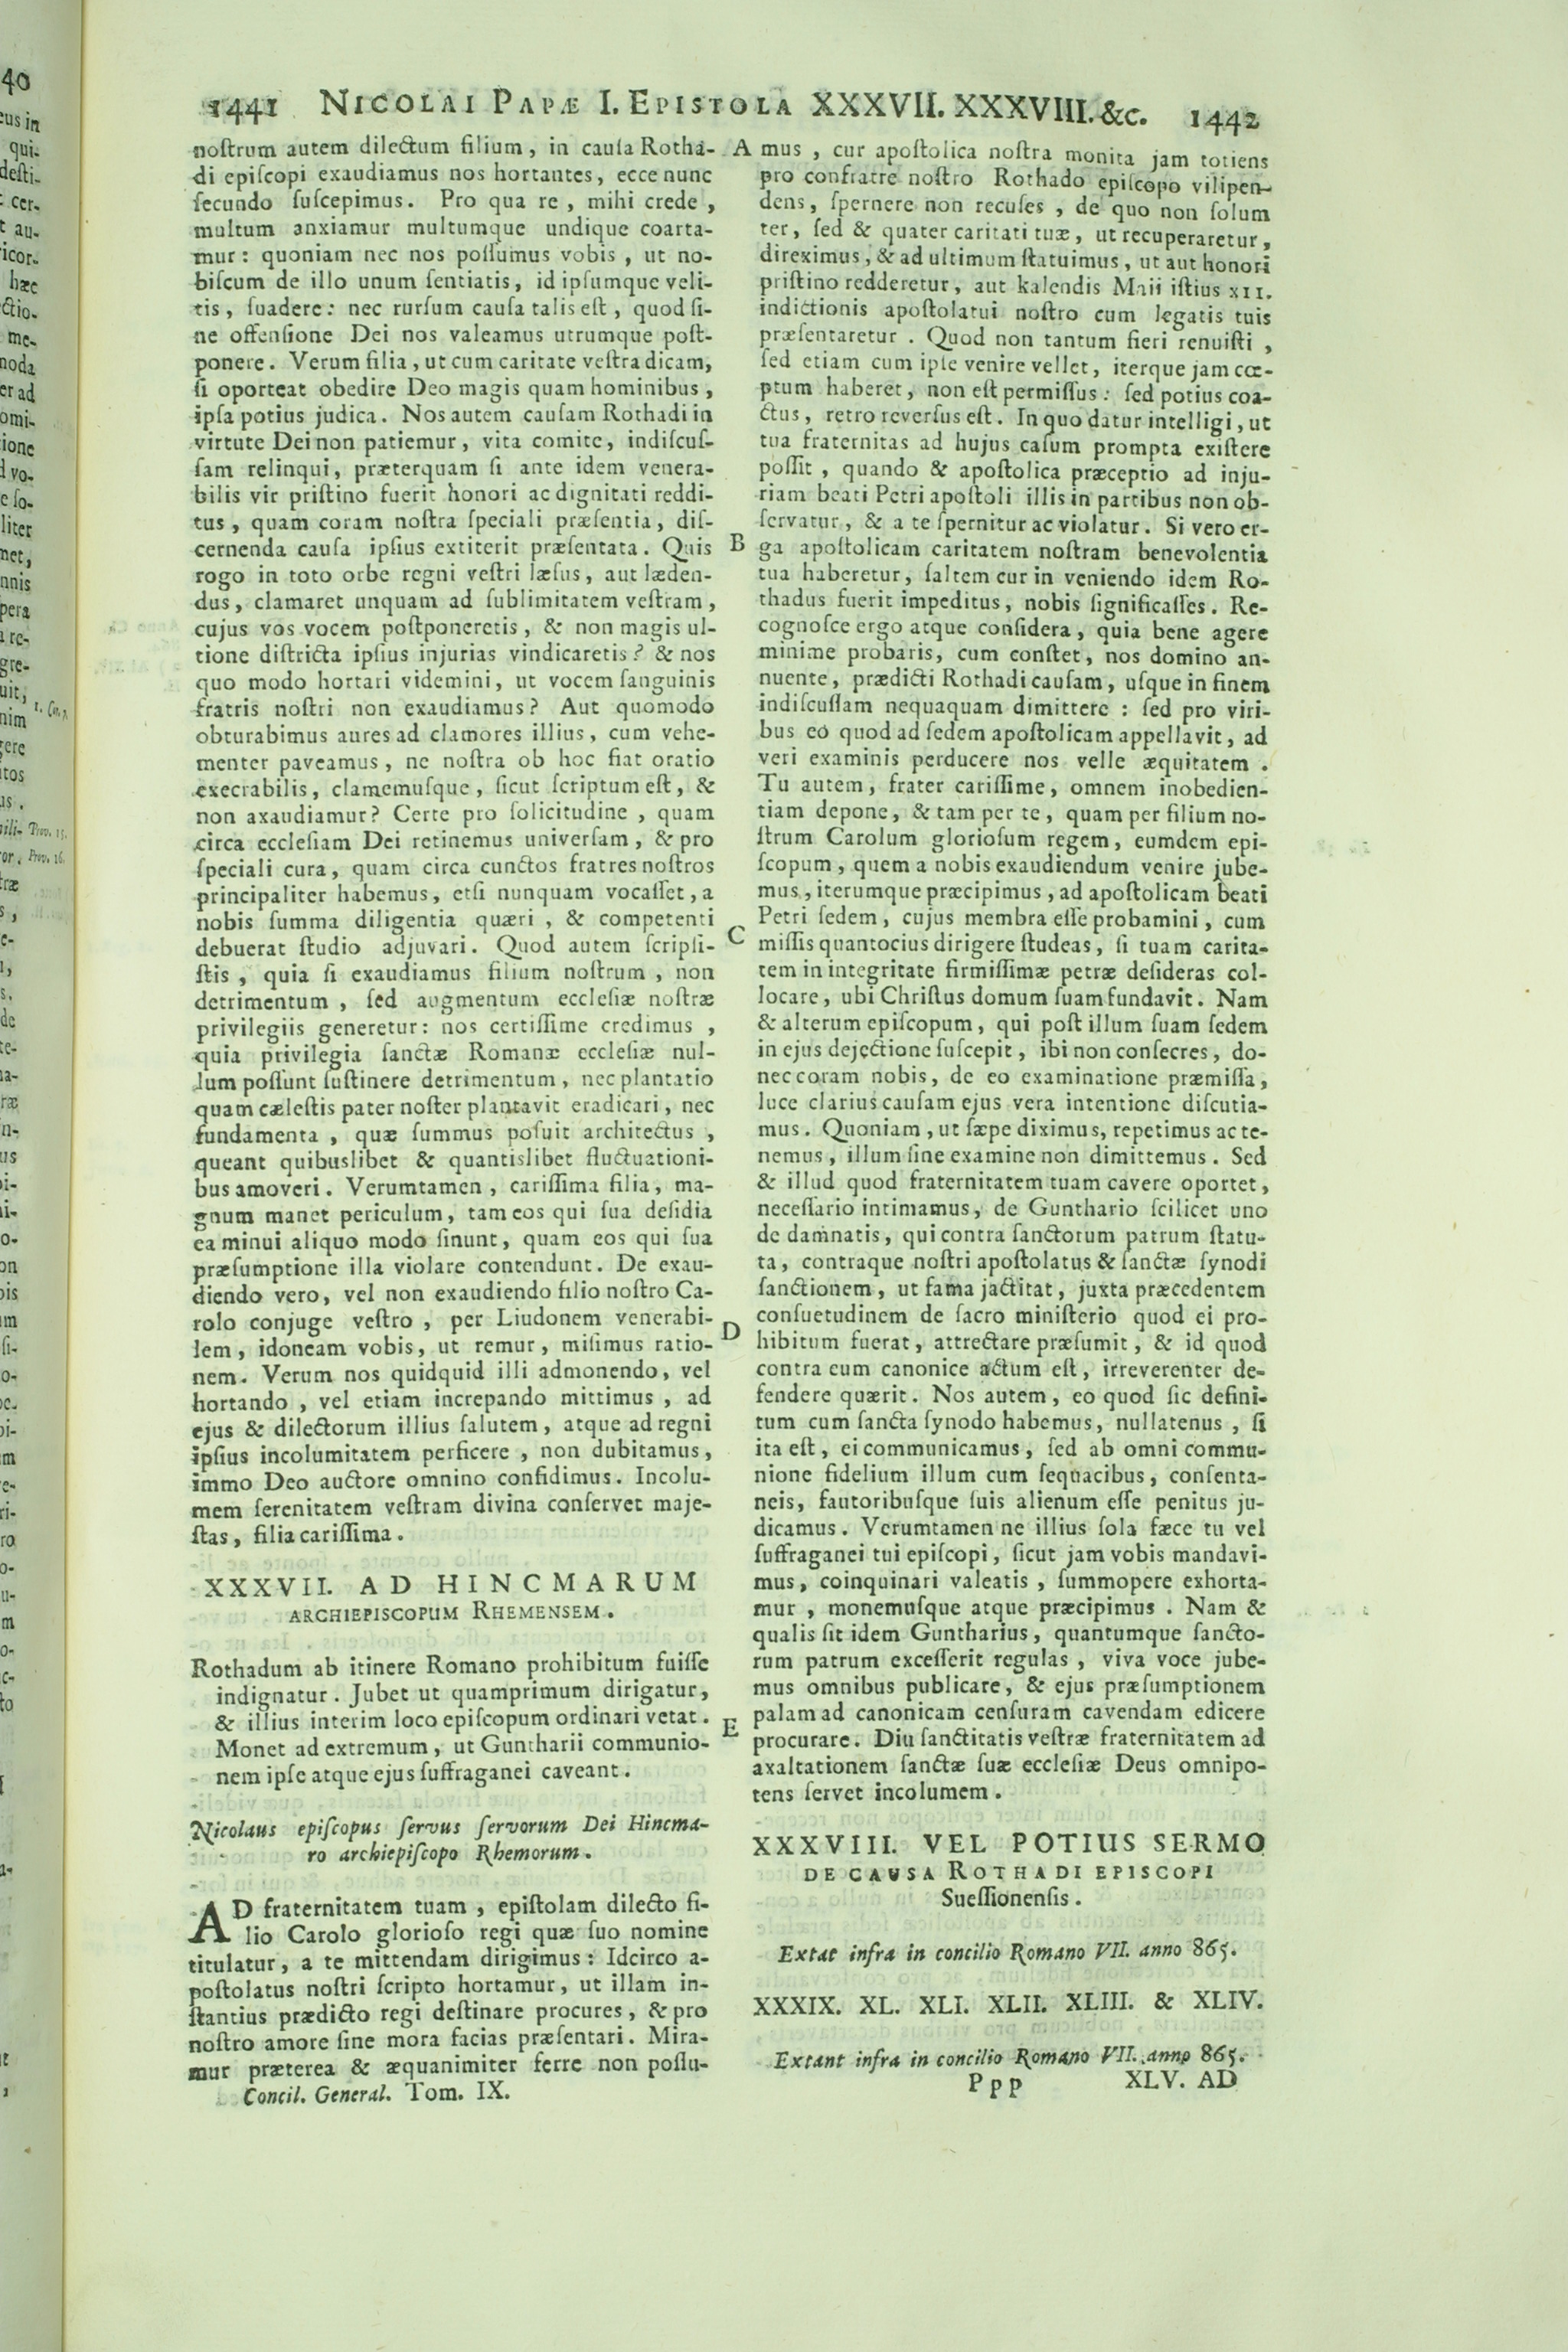 1441 NICOLAI PAPÆ I. EPISTOLA XXXVII. XXXVIII. &c. 1442
noſtrum autem dilectum filium, in cauſa Rotha-
di epiſcopi exaudiamus nos hortantes, ecce nunc
ſecundo ſuſcepimus. Pro qua re, mihi crede,
multum anxiamur multumque undique coarta-
mur: quoniam nec nos poſſumus vobis, ut no-
biſcum de illo unum ſentiatis, id ipſumque veli-
tis, ſuadere: nec rurſum cauſa talis eſt, quod ſi-
ne offenſione Dei nos valeamus utrumque poſt-
ponere. Verum filia, ut cum caritate veſtra dicam,
ſi oporteat obedire Deo magis quam hominibus,
ipſa potius judica. Nos autem cauſam Rothadi in
virtute Dei non patiemur, vita comite, indiſcuſ-
ſam relinqui, præterquam ſi ante idem venera-
bilis vir priſtino fuerit honori ac dignitati reddi-
tus, quam coram noſtra ſpeciali præſentia, diſ-
cernenda cauſa ipſius extiterit præſentata. Quis
rogo in toto orbe regni veſtri læſus, aut læden-
dus, clamaret unquam ad ſublimitatem veſtram,
cujus vos vocem poſtponeretis, & non magis ul-
tione diſtricta ipſius injurias vindicaretis? & nos
quo modo hortari videmini, ut vocem ſanguinis
fratris noſtri non exaudiamus? Aut quomodo
obturabimus aures ad clamores illius, cum vehe-
menter paveamus, ne noſtra ob hoc fiat oratio
execrabilis, clamemuſque, ſicut ſcriptum eſt, &
non axaudiamur? Certe pro ſolicitudine, quam
circa eccleſiam Dei retinemus univerſam, & pro
ſpeciali cura, quam circa cunctos fratres noſtros
principaliter habemus, etſi nunquam vocaſſet, a
nobis ſumma diligentia quæri, & competenti
debuerat ſtudio adjuvari. Quod autem ſcripſi-
ſtis, quia ſi exaudiamus filium noſtrum, non
detrimentum, ſed augmentum eccleſiæ noſtræ
privilegiis generetur: nos certiſſime credimus,
quia privilegia ſanctæ Romanæ eccleſiæ nul-
lum poſſunt ſuſtinere detrimentum, nec plantatio
quam cæleſtis pater noſter plantavit eradicari, nec
fundamenta, quæ ſummus poſuit architectus,
queant quibuslibet & quantislibet fluctuationi-
bus amoveri. Verumtamen, cariſſima filia, ma-
gnum manet periculum, tam eos qui ſua deſidia
ea minui aliquo modo ſinunt, quam eos qui ſua
præſumptione illa violare contendunt. De exau-
diendo vero, vel non exaudiendo filio noſtro Ca-
rolo conjuge veſtro, per Liudonem venerabi-
lem, idoneam vobis, ut remur, miſimus ratio-
nem. Verum nos quidquid illi admonendo, vel
hortando, vel etiam increpando mittimus, ad
ejus & dilectorum illius ſalutem, atque ad regni
ipſius incolumitatem perficere, non dubitamus,
immo Deo auctore omnino confidimus. Incolu-
mem ſerenitatem veſtram divina conſervet maje-
ſtas, filia cariſſima.
XXXVII. AD HINCMARUM
ARCHIEPISCOPUM RHEMENSEM.
Rothadum ab itinere Romano prohibitum fuiſſe
indignatur. Jubet ut quamprimum dirigatur,
& illius interim loco epiſcopum ordinari vetat.
Monet ad extremum, ut Guntharii communio-
nem ipſe atque ejus ſuffraganei caveant.
Nicolaus epiſcopus ſervus ſervorum Dei Hincma-
ro archiepiſcopo Rhemorum.
AD fraternitatem tuam, epiſtolam dilecto fi-
lio Carolo glorioſo regi quæ ſuo nomine
titulatur, a te mittendam dirigimus: Idcirco a-
poſtolatus noſtri ſcripto hortamur, ut illam in-
ſtantius prædicto regi deſtinare procures, & pro
noſtro amore ſine mora facias præſentari. Mira-
mur præterea & æquanimiter ferre non poſſu-
Concil. General. Tom. IX.
A mus, cur apoſtolica noſtra monita jam totiens
pro confratre noſtro Rothado epiſcopo vilipen-
dens, ſpernere non recuſes, de quo non ſolum
ter, ſed & quater caritati tuæ, ut recuperaretur,
direximus, & ad ultimum ſtatuimus, ut aut honori
priſtino redderetur, aut kalendis Maii iſtius XII.
indictionis apoſtolatui noſtro cum legatis tuis
præſentaretur. Quod non tantum fieri renuiſti,
ſed etiam cum ipſe venire vellet, iterque jam cœ-
ptum haberet, non eſt permiſſus: ſed potius coa-
ctus, retro reverſus eſt. In quo datur intelligi, ut
tua fraternitas ad hujus caſum prompta exiſtere
poſſit, quando & apoſtolica præceptio ad inju-
riam beati Petri apoſtoli illis in partibus non ob-
ſervatur, & a te ſpernitur ac violatur. Si vero er-
B ga apoſtolicam caritatem noſtram benevolentia
tua haberetur, ſaltem cur in veniendo idem Ro-
thadus fuerit impeditus, nobis ſignificaſſes. Re-
cognoſce ergo atque conſidera, quia bene agere
minime probaris, cum conſtet, nos domino an-
nuente, prædicti Rothadi cauſam, uſque in finem
indiſcuſſam nequaquam dimittere: ſed pro viri-
bus eo quod ad ſedem apoſtolicam appellavit, ad
veri examinis perducere nos velle æquitatem.
Tu autem, frater cariſſime, omnem inobedien-
tiam depone, & tam per te, quam per filium no-
ſtrum Carolum glorioſum regem, eumdem epi-
ſcopum, quem a nobis exaudiendum venire jube-
mus, iterumque præcipimus, ad apoſtolicam beati
Petri ſedem, cujus membra eſſe probamini, cum
C miſſis quantocius dirigere ſtudeas, ſi tuam carita-
tem in integritate firmiſſimæ petræ deſideras col-
locare, ubi Chriſtus domum ſuam fundavit. Nam
& alterum epiſcopum, qui poſt illum ſuam ſedem
in ejus dejectione ſuſcepit, ibi non conſecres, do-
nec coram nobis, de eo examinatione præmiſſa,
luce clarius cauſam ejus vera intentione diſcutia-
mus. Quoniam, ut ſæpe diximus, repetimus ac te-
nemus, illum ſine examine non dimittemus. Sed
& illud quod fraternitatem tuam cavere oportet,
neceſſario intimamus, de Gunthario ſcilicet uno
de damnatis, qui contra ſanctorum patrum ſtatu-
ta, contraque noſtri apoſtolatus & ſanctæ ſynodi
ſanctionem, ut fama jactitat, juxta præcedentem
conſuetudinem de ſacro miniſterio quod ei pro-
D hibitum fuerat, attrectare præſumit, & id quod
contra eum canonice actum eſt, irreverenter de-
fendere quærit. Nos autem, eo quod ſic defini-
tum cum ſancta ſynodo habemus, nullatenus, ſi
ita eſt, ei communicamus, ſed ab omni commu-
nione fidelium illum cum ſequacibus, conſenta-
neis, fautoribuſque ſuis alienum eſſe penitus ju-
dicamus. Verumtamen ne illius ſola fæce tu vel
ſuffraganei tui epiſcopi, ſicut jam vobis mandavi-
mus, coinquinari valeatis, ſummopere exhorta-
mur, monemuſque atque præcipimus. Nam &
qualis ſit idem Guntharius, quantumque ſancto-
rum patrum exceſſerit regulas, viva voce jube-
mus omnibus publicare, & ejus præſumptionem
E palam ad canonicam cenſuram cavendam edicere
procurare. Diu ſanctitatis veſtræ fraternitatem ad
axaltationem ſanctæ ſuæ eccleſiæ Deus omnipo-
tens ſervet incolumem.
XXXVIII. VEL POTIUS SERMO
DE CAUSA ROTHADI EPISCOPI
Sueſſionenſis.
Extat infra in concilio Romano VII. anno 865.
XXXIX. XL. XLI. XLII. XLIII. & XLIV.
Extant infra in concilio Romano VII. anno 865.
Ppp XLV. AD